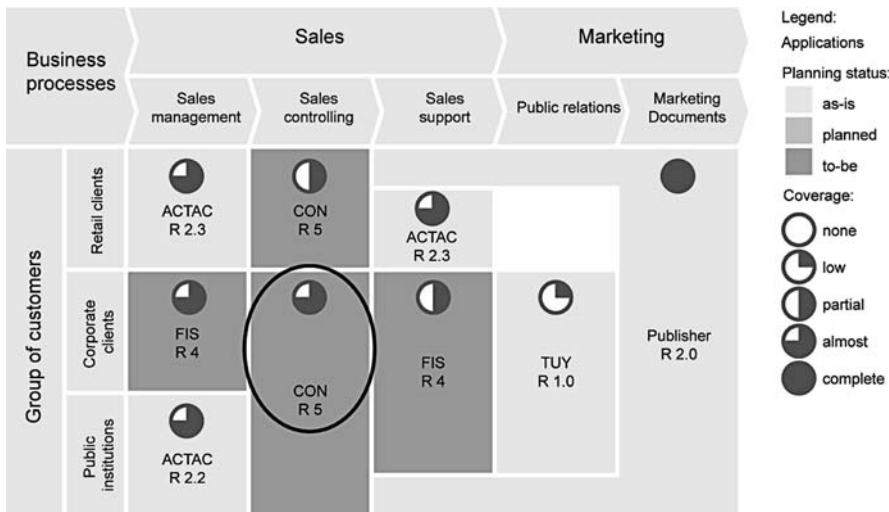 Business
processes
Sales
Marketing
Sales
management
Sales
controlling
Sales
support
Public relations
Marketing
Documents
Group of customers
Retail clients
ACTAC
R 2.3
CON
R 5
ACTAC
R 2.3
Corporate
clients
FIS
R 4
CON
R 5
FIS
R 4
TUY
R 1.0
Publisher
R 2.0
Public
institutions
ACTAC
R 2.2
Legend:
Applications
Planning status:
as-is
planned
to-be
Coverage:
none
low
partial
almost
complete